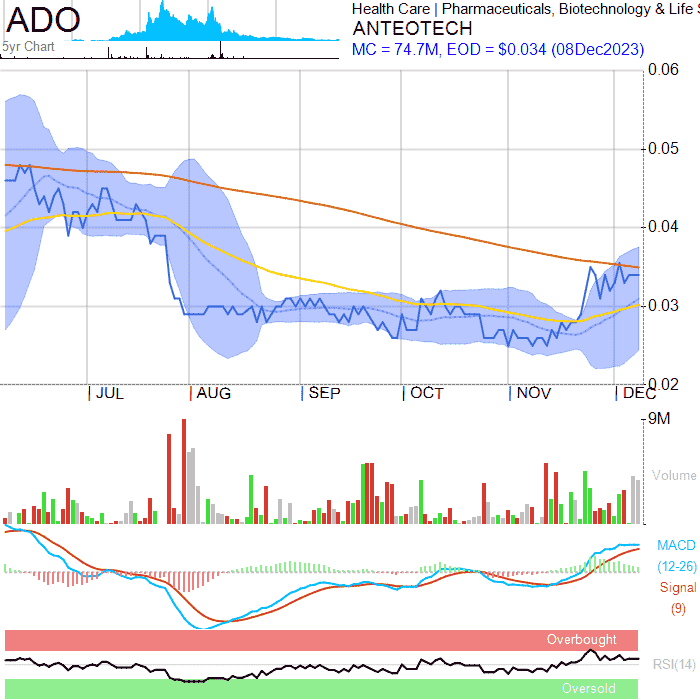 ADO
5yr Chart
Health Care | Pharmaceuticals, Biotechnology & Life S
ANTEOTECH
MC = 74.7M, EOD = $0.034 (08Dec2023)
0.06
0.05
0.04
0.03
0.02
JUL AUG SEP OCT NOV DEC
9M
Volume
MACD
(12-26)
Signal
(9)
Overbought
RSI(14)
Oversold